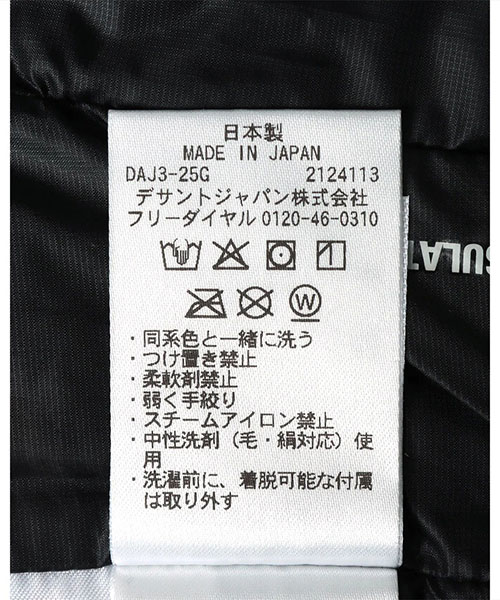 日本製
MADE IN JAPAN
DAJ3-25G 2124113
デサントジャパン株式会社
フリーダイヤル 0120-46-0310
W
・同系色と一緒に洗う
・つけ置き禁止
・柔軟剤禁止
・弱く手絞り
・スチームアイロン禁止
・中性洗剤（毛・絹対応）使
用
・洗濯前に、着脱可能な付属
は取り外す